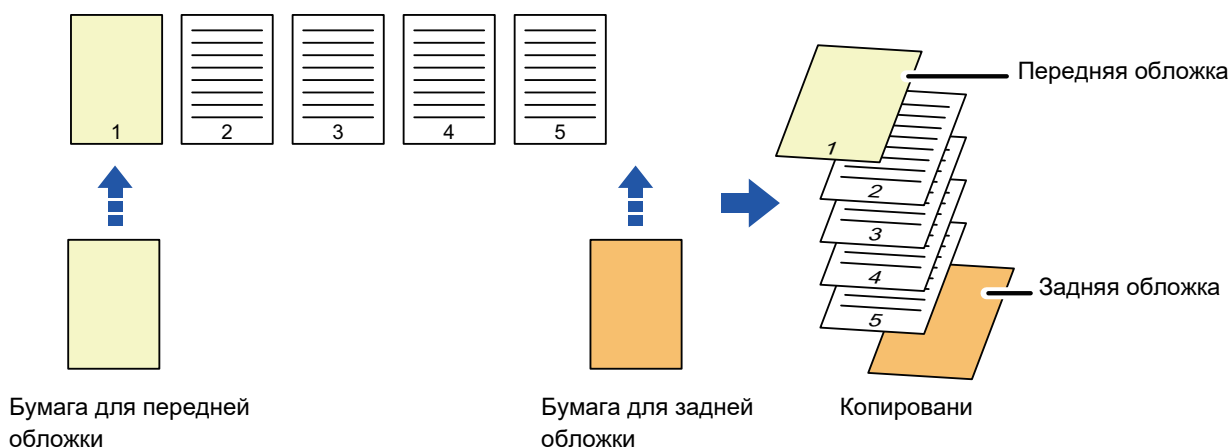 1
2
3
4
5
Передняя обложка
1
2
3
4
5
Задняя обложка
Бумага для передней
обложки
Бумага для задней
обложки
Копировани